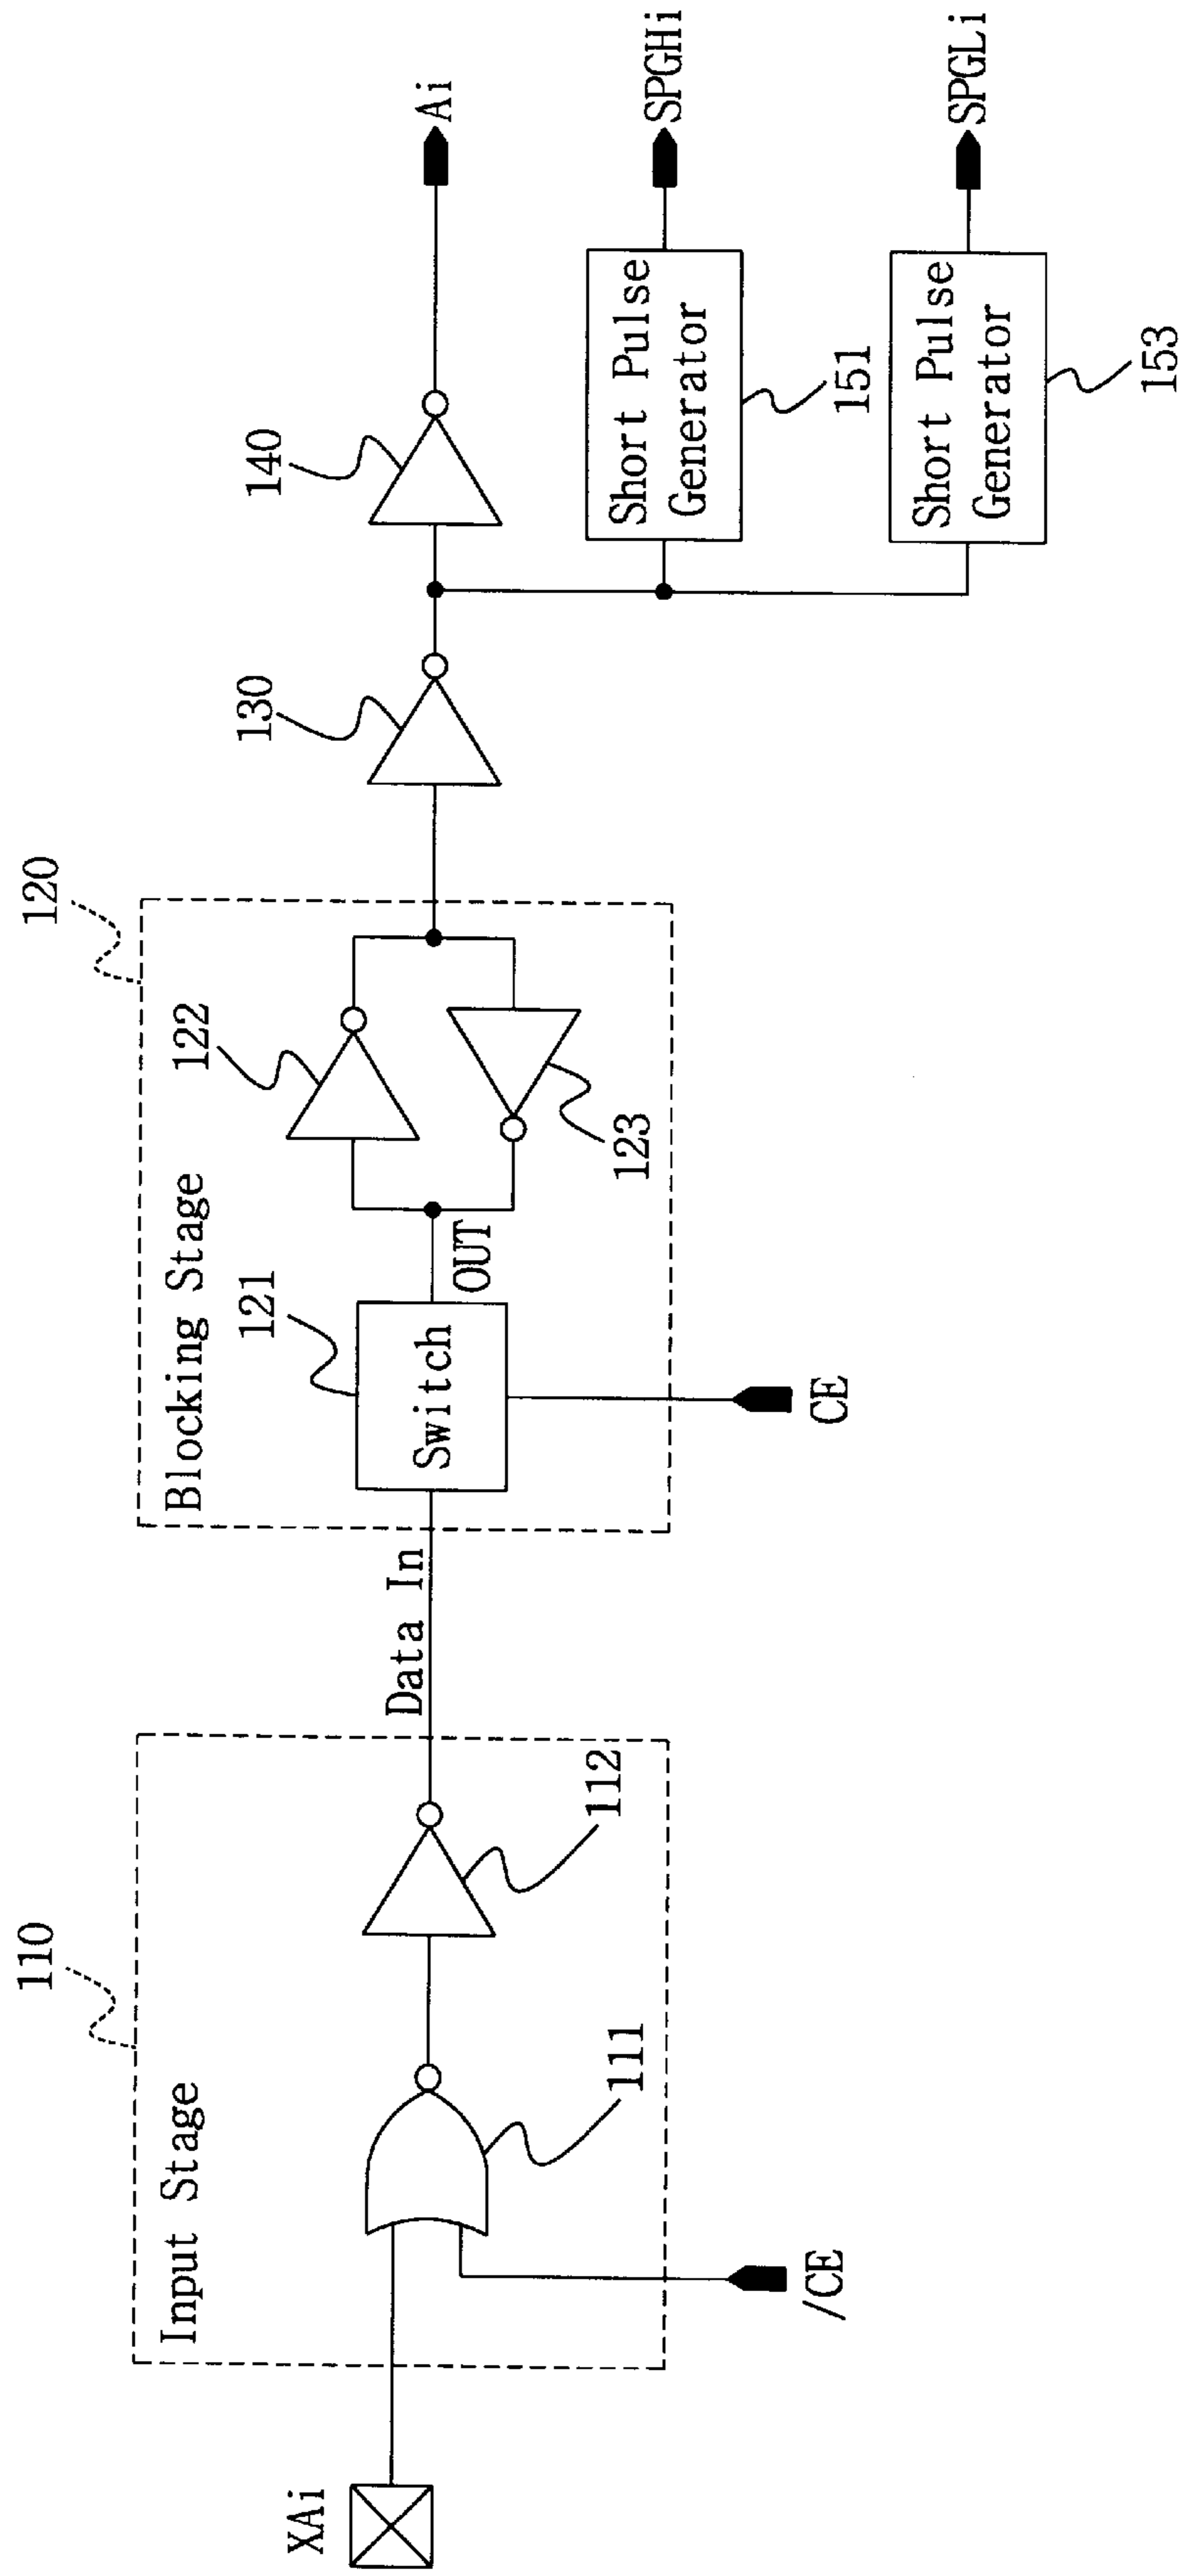 XAi
/CE
Input Stage
110
111
112
Data In
Blocking Stage
120
Switch
121
OUT
CE
122
123
130
140
Ai
Short Pulse
Generator
151
SPGHi
Short Pulse
Generator
153
SPGLi